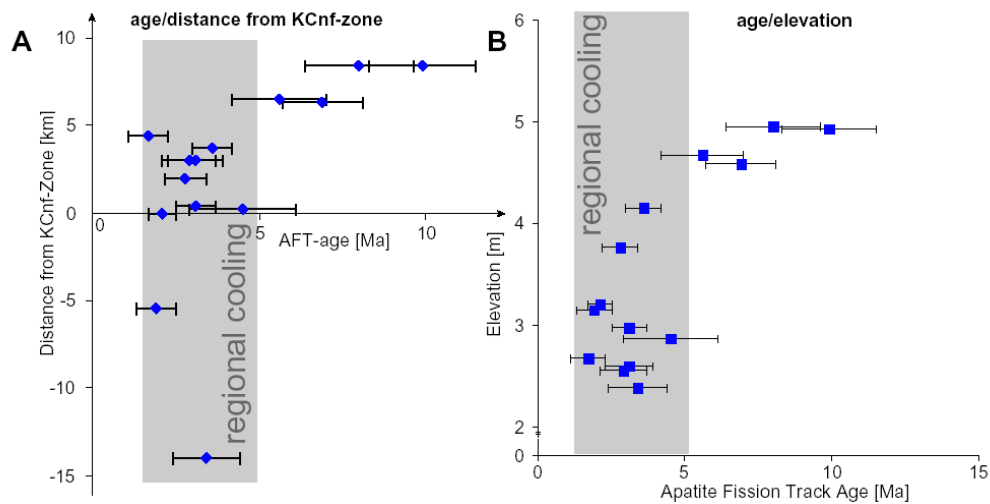 A
age/distance from KCnf-zone
10
5
0
-5
-10
-15
Distance from KCnf-Zone [km]
0
5
10
AFT-age [Ma]
regional cooling
B
age/elevation
6
5
4
3
2
0
Elevation [m]
regional cooling
0
5
10
15
Apatite Fission Track Age [Ma]